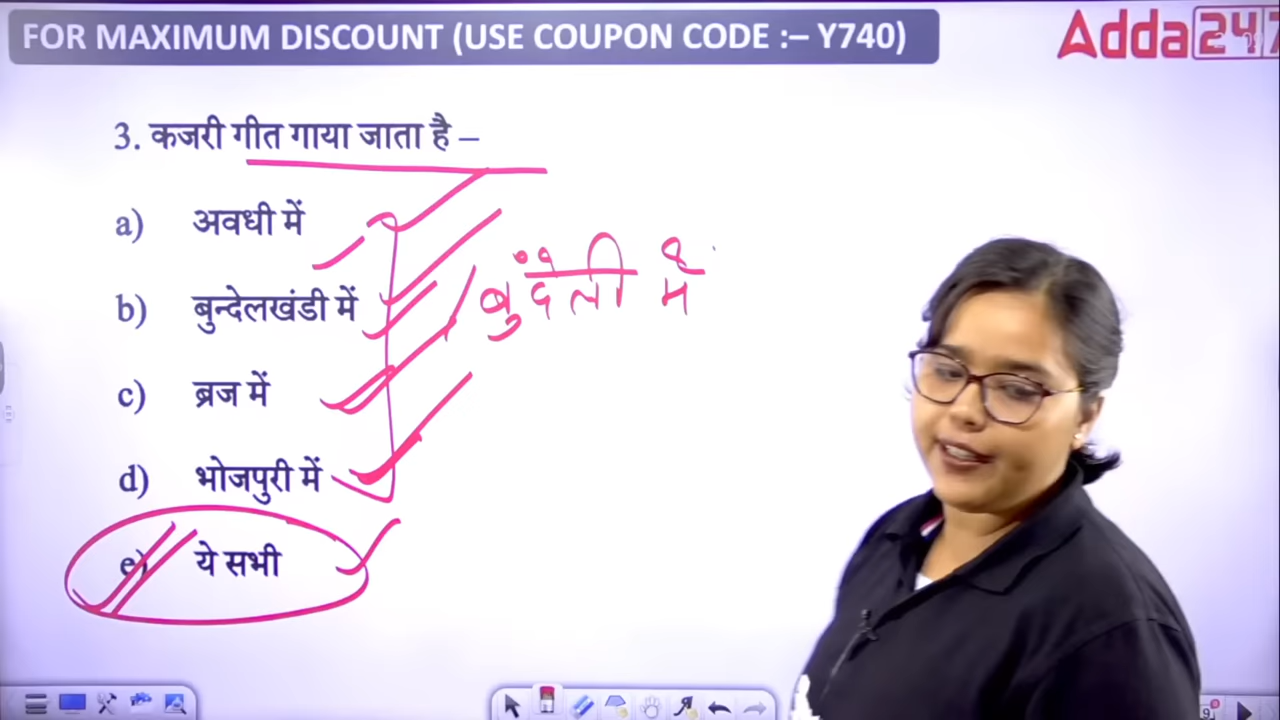 FOR MAXIMUM DISCOUNT (USE COUPON CODE :– Y740)
Adda247
3. कजरी गीत गाया जाता है –
a) अवधी में
b) बुन्देलखंडी में
बुंदेली में
c) ब्रज में
d) भोजपुरी में
e) ये सभी